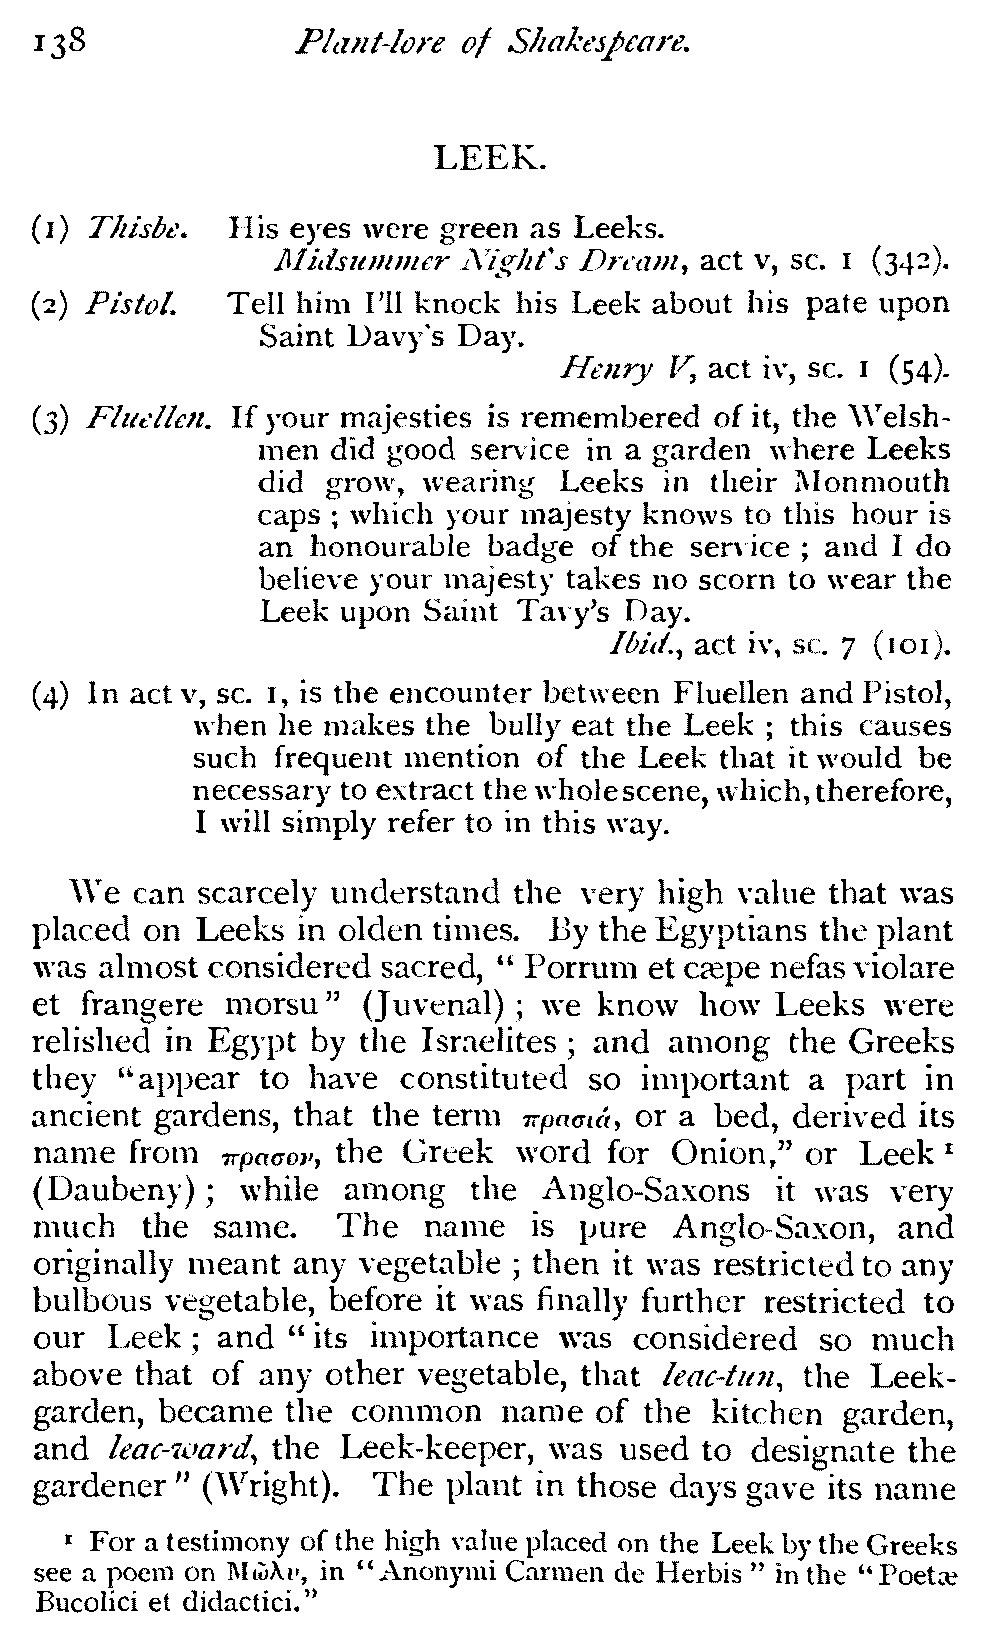 138 Plant-lore of Shakespeare.
LEEK.
(1) Thisbe. His eyes were green as Leeks.
Midsummer Night's Dream, act v, sc. 1 (342).
(2) Pistol. Tell him I'll knock his Leek about his pate upon
Saint Davy's Day.
Henry V, act iv, sc. 1 (54).
(3) Fluellen. If your majesties is remembered of it, the Welsh-
men did good service in a garden where Leeks
did grow, wearing Leeks in their Monmouth
caps ; which your majesty knows to this hour is
an honourable badge of the service ; and I do
believe your majesty takes no scorn to wear the
Leek upon Saint Tavy's Day.
Ibid., act iv, sc. 7 (101).
(4) In act v, sc. 1, is the encounter between Fluellen and Pistol,
when he makes the bully eat the Leek ; this causes
such frequent mention of the Leek that it would be
necessary to extract the whole scene, which, therefore,
I will simply refer to in this way.
We can scarcely understand the very high value that was
placed on Leeks in olden times. By the Egyptians the plant
was almost considered sacred, " Porrum et cæpe nefas violare
et frangere morsu " (Juvenal) ; we know how Leeks were
relished in Egypt by the Israelites ; and among the Greeks
they "appear to have constituted so important a part in
ancient gardens, that the term πρασιά, or a bed, derived its
name from πρασον, the Greek word for Onion," or Leek ¹
(Daubeny) ; while among the Anglo-Saxons it was very
much the same. The name is pure Anglo-Saxon, and
originally meant any vegetable ; then it was restricted to any
bulbous vegetable, before it was finally further restricted to
our Leek ; and "its importance was considered so much
above that of any other vegetable, that leac-tun, the Leek-
garden, became the common name of the kitchen garden,
and leac-ward, the Leek-keeper, was used to designate the
gardener " (Wright). The plant in those days gave its name
¹ For a testimony of the high value placed on the Leek by the Greeks
see a poem on Μῶλυ, in "Anonymi Carmen de Herbis " in the "Poetæ
Bucolici et didactici."